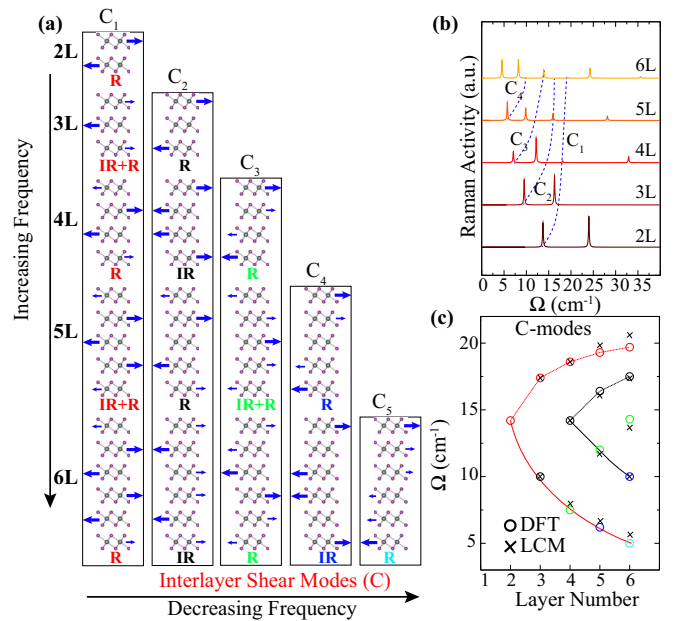 (a)
C1
2L
R
C2
3L
IR+R
R
C3
4L
R
IR
R
C4
5L
IR+R
R
IR+R
R
C5
6L
R
IR
R
IR
R
Interlayer Shear Modes (C)
Decreasing Frequency
Increasing Frequency
(b)
Raman Activity (a.u.)
6L
C4
5L
C3
C1
4L
C2
3L
2L
0 5 10 15 20 25 30 35
Ω (cm⁻¹)
(c)
C-modes
Ω (cm⁻¹)
20
15
10
5
DFT
LCM
1 2 3 4 5 6
Layer Number